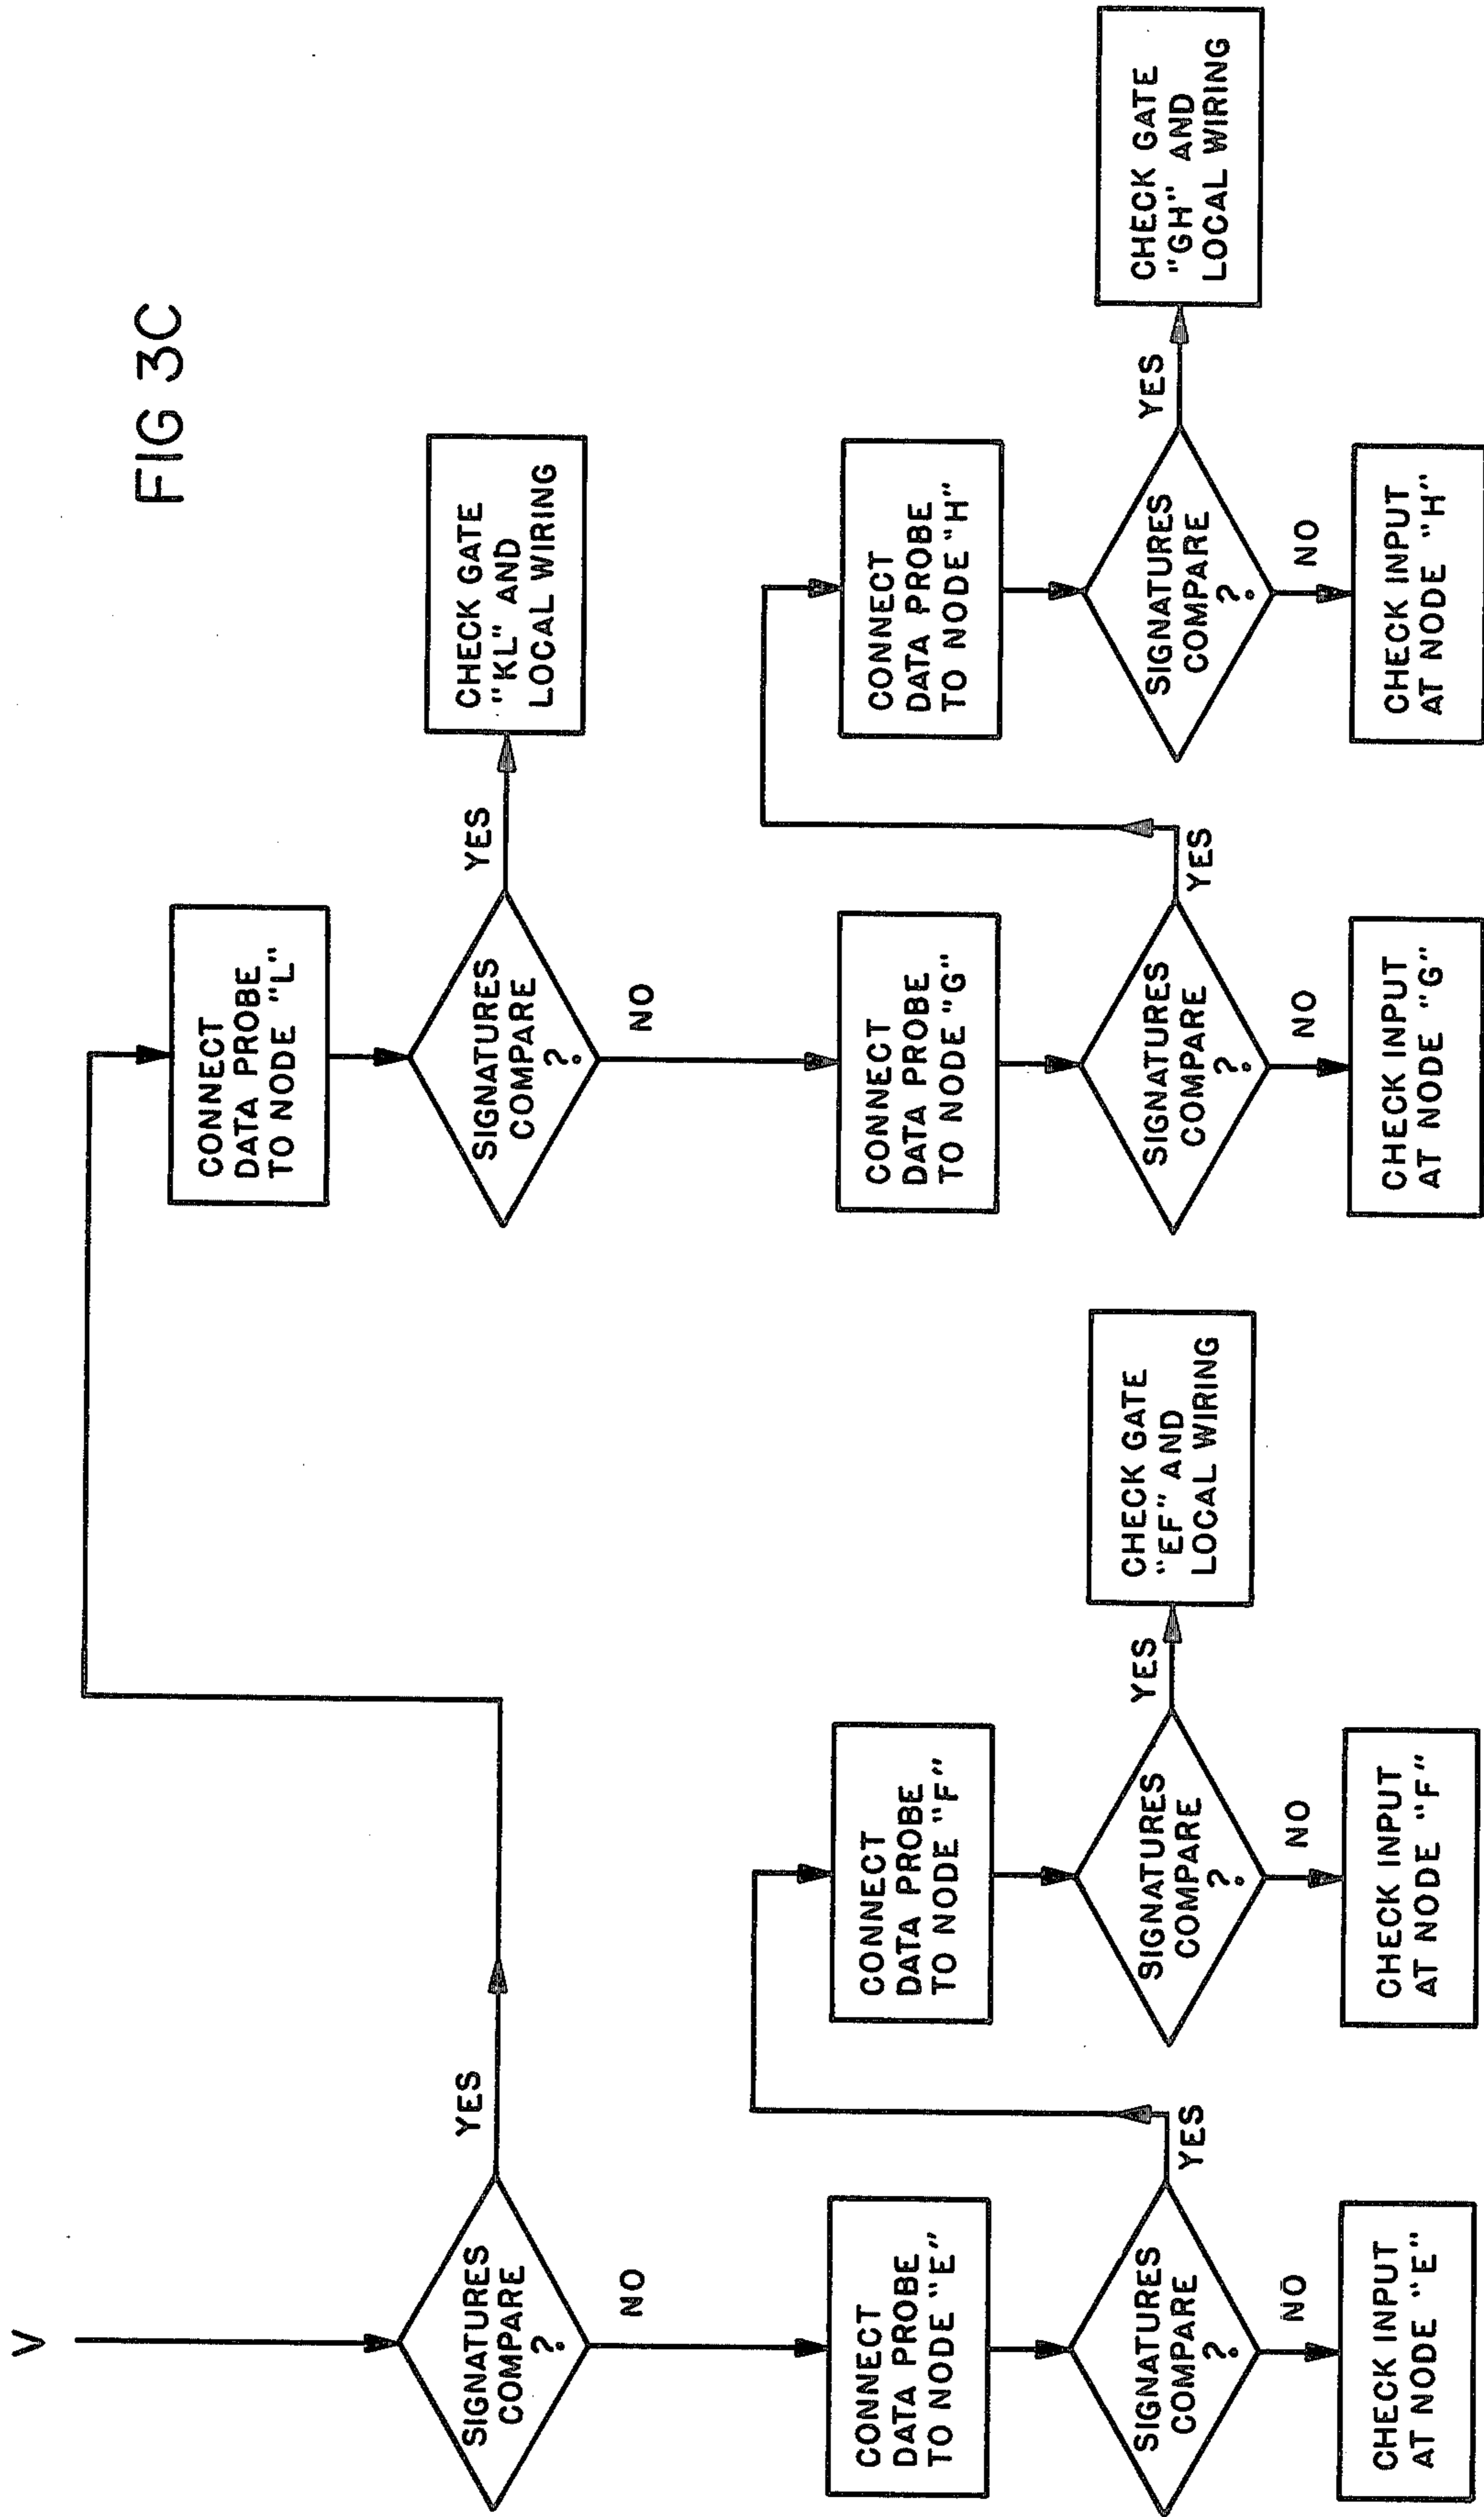 FIG 3C
V
SIGNATURES
COMPARE
?
YES
NO
CONNECT
DATA PROBE
TO NODE "L"
SIGNATURES
COMPARE
?
YES
CHECK GATE
"KL" AND
LOCAL WIRING
NO
CONNECT
DATA PROBE
TO NODE "E"
SIGNATURES
COMPARE
?
YES
NO
CHECK INPUT
AT NODE "E"
CONNECT
DATA PROBE
TO NODE "F"
SIGNATURES
COMPARE
?
YES
CHECK GATE
"EF" AND
LOCAL WIRING
NO
CHECK INPUT
AT NODE "F"
CONNECT
DATA PROBE
TO NODE "G"
SIGNATURES
COMPARE
?
YES
NO
CHECK INPUT
AT NODE "G"
CONNECT
DATA PROBE
TO NODE "H"
SIGNATURES
COMPARE
?
YES
CHECK GATE
"GH" AND
LOCAL WIRING
NO
CHECK INPUT
AT NODE "H"